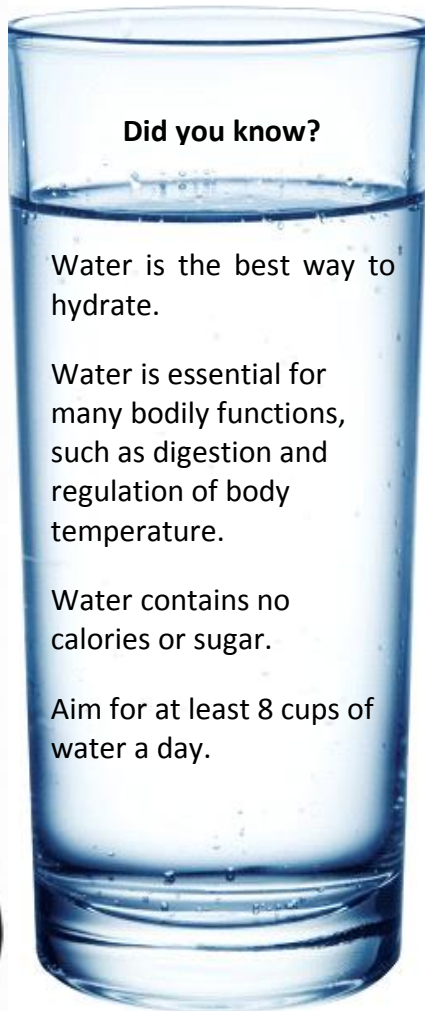 Did you know?
Water is the best way to
hydrate.
Water is essential for
many bodily functions,
such as digestion and
regulation of body
temperature.
Water contains no
calories or sugar.
Aim for at least 8 cups of
water a day.